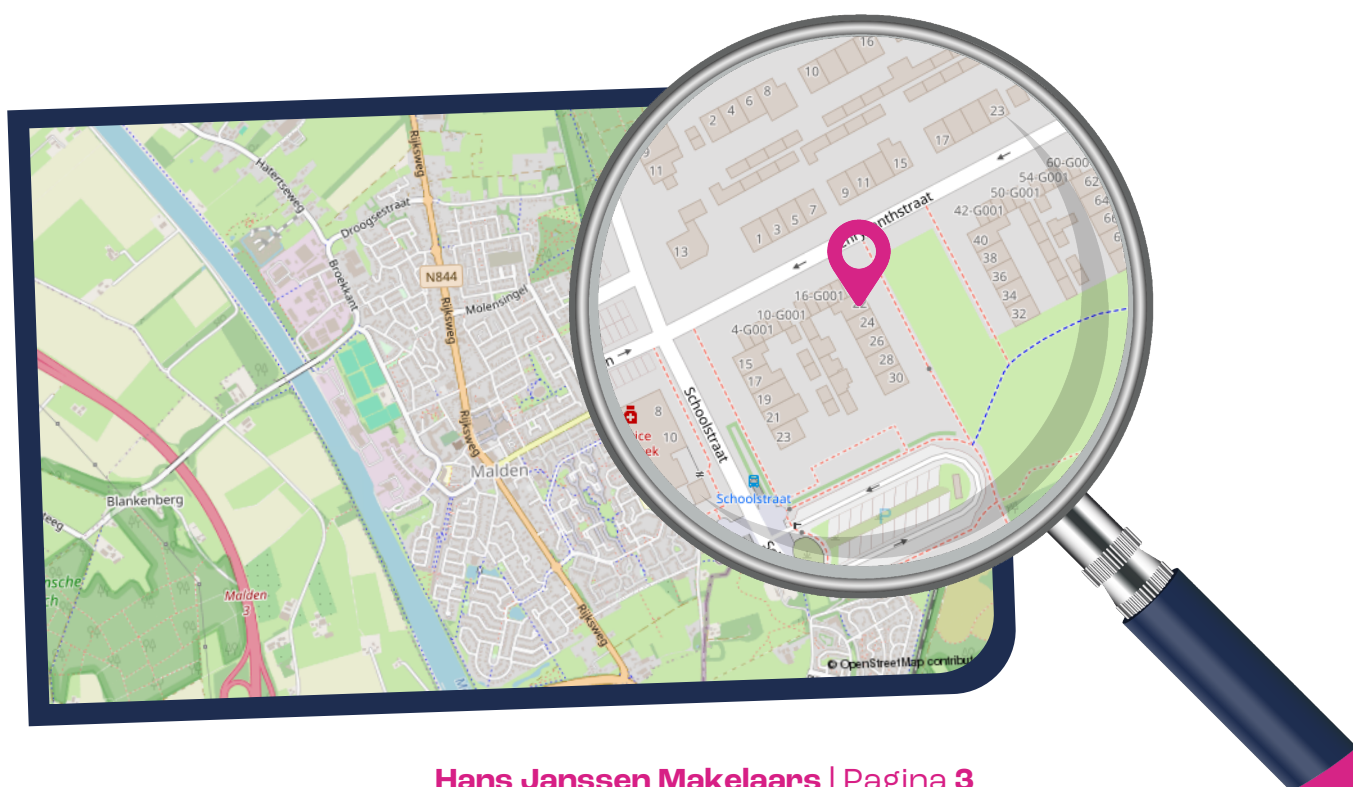 Hatertseweg
Droogsestraat
Broekkant
Rijksweg
N844
Molensingel
Rijksweg
Rijksweg
Malden
Blankenberg
Malden
3
Rijksweg
© OpenStreetMap
16
10
8
6
4
2
23
17
15
11
9
9
11
7
5
3
1
13
60-G00
54-G001
50-G001
42-G001
62
64
40
38
36
34
32
16-G001
10-G001
4-G001
24
26
28
30
15
17
19
21
23
8
10
Schoolstraat
Schoolstraat
P
Hans Janssen Makelaars | Pagina 3